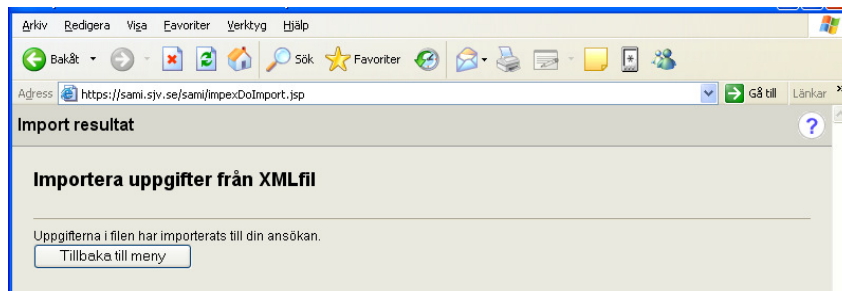 Arkiv Redigera Visa Favoriter Verktyg Hjälp
Bakåt Sök Favoriter
Adress https://sami.sjv.se/sami/impexDoImport.jsp Gå till Länkar »
Import resultat ?
Importera uppgifter från XMLfil
Uppgifterna i filen har importerats till din ansökan.
Tillbaka till meny